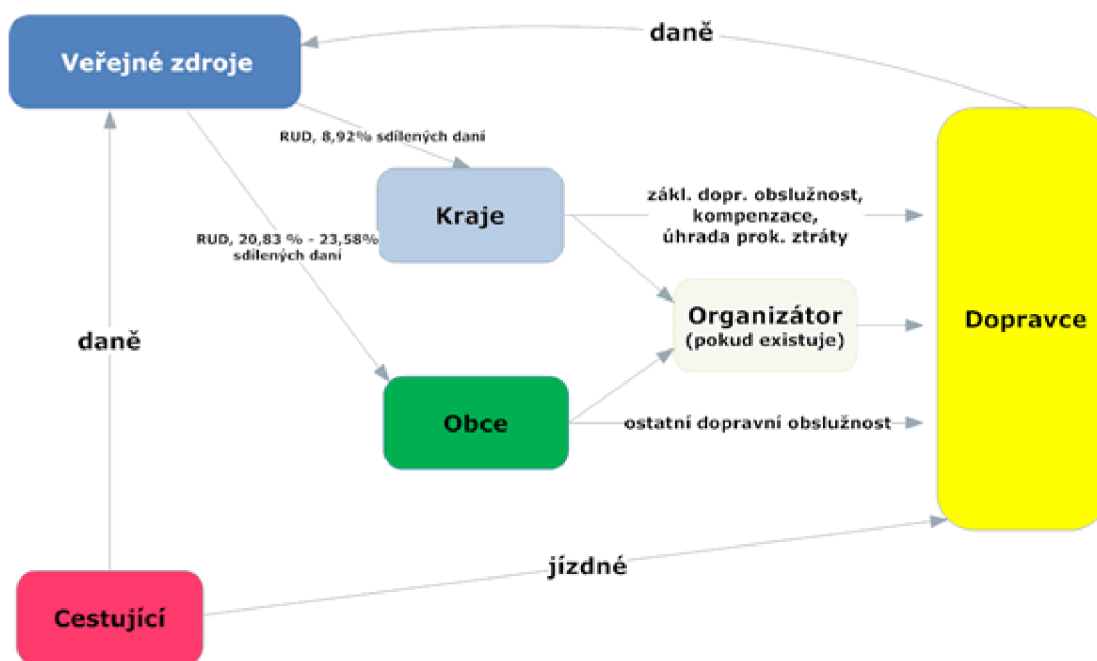 daně
Veřejné zdroje
RUD, 8,92% sdílených daní
Kraje
zákl. dopr. obslužnost,
kompenzace,
úhrada prok. ztráty
RUD, 20,83 % - 23,58%
sdílených daní
Organizátor
(pokud existuje)
Dopravce
daně
Obce
ostatní dopravní obslužnost
jízdné
Cestující